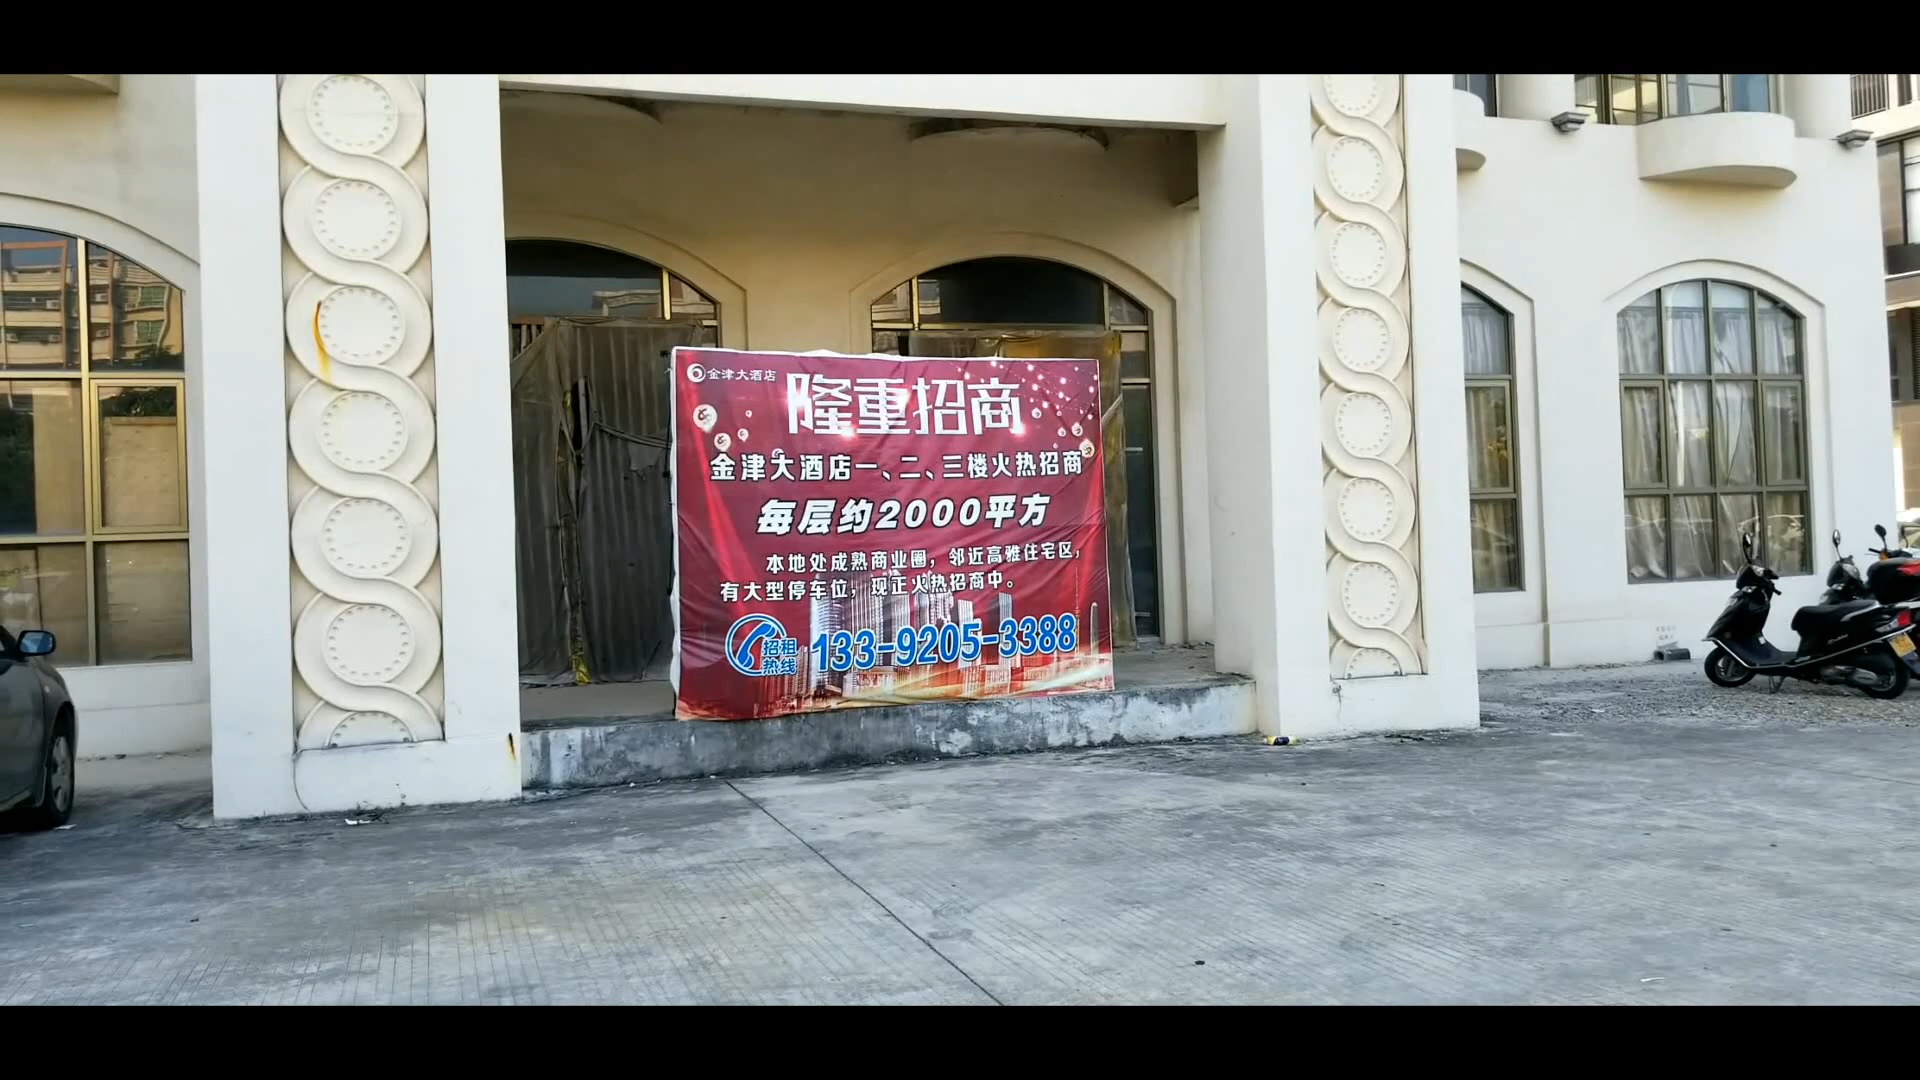 金津大酒店
隆重招商
金津大酒店一、二、三楼火热招商
每层约2000平方
本地处成熟商业圈，邻近高雅住宅区，
有大型停车位，现正火热招商中。
招租
热线
133-9205-3388